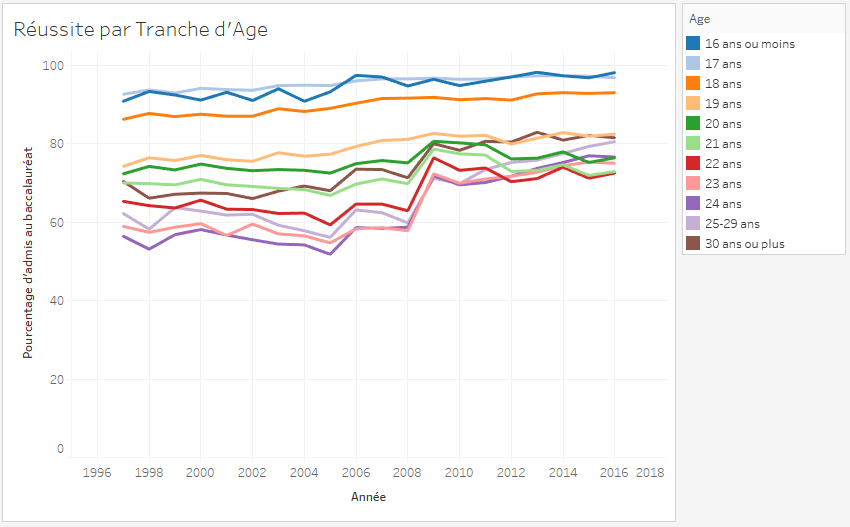 Réussite par Tranche d'Age
Pourcentage d'admis au baccalauréat
100
80
60
40
20
0
1996 1998 2000 2002 2004 2006 2008 2010 2012 2014 2016 2018
Année
Age
16 ans ou moins
17 ans
18 ans
19 ans
20 ans
21 ans
22 ans
23 ans
24 ans
25-29 ans
30 ans ou plus